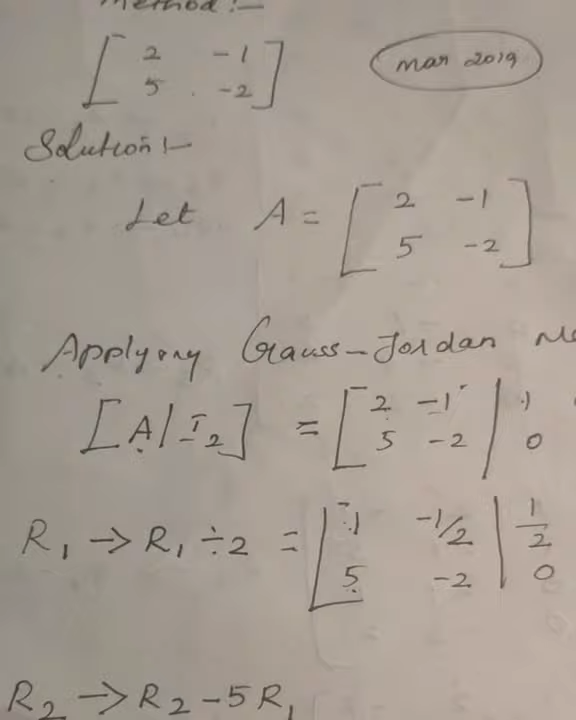 Method :-
[ 2 -1
5 -2 ]
Mar 2019
Solution :-
Let A = [ 2 -1
5 -2 ]
Applying Gauss-Jordan
[A|I₂] = [ 2 -1 | 1
5 -2 | 0
R₁ → R₁ ÷ 2 = [ 1 -1/2 | 1/2
5 -2 | 0
R₂ → R₂ - 5R₁